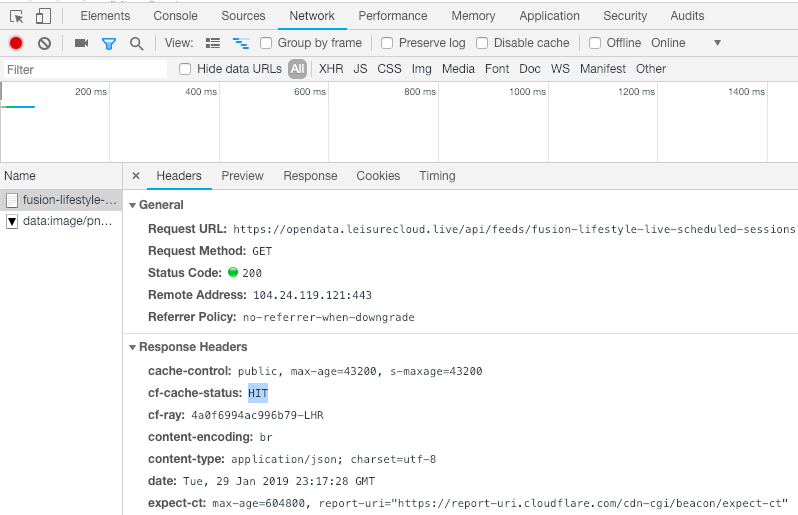 Elements Console Sources Network Performance Memory Application Security Audits
View: Group by frame Preserve log Disable cache Offline Online
Filter Hide data URLs All XHR JS CSS Img Media Font Doc WS Manifest Other
200 ms 400 ms 600 ms 800 ms 1000 ms 1200 ms 1400 ms
Name × Headers Preview Response Cookies Timing
fusion-lifestyle-...
data:image/pn...
General
Request URL: https://opendata.leisurecloud.live/api/feeds/fusion-lifestyle-live-scheduled-sessions
Request Method: GET
Status Code: 200
Remote Address: 104.24.119.121:443
Referrer Policy: no-referrer-when-downgrade
Response Headers
cache-control: public, max-age=43200, s-maxage=43200
cf-cache-status: HIT
cf-ray: 4a0f6994ac996b79-LHR
content-encoding: br
content-type: application/json; charset=utf-8
date: Tue, 29 Jan 2019 23:17:28 GMT
expect-ct: max-age=604800, report-uri="https://report-uri.cloudflare.com/cdn-cgi/beacon/expect-ct"